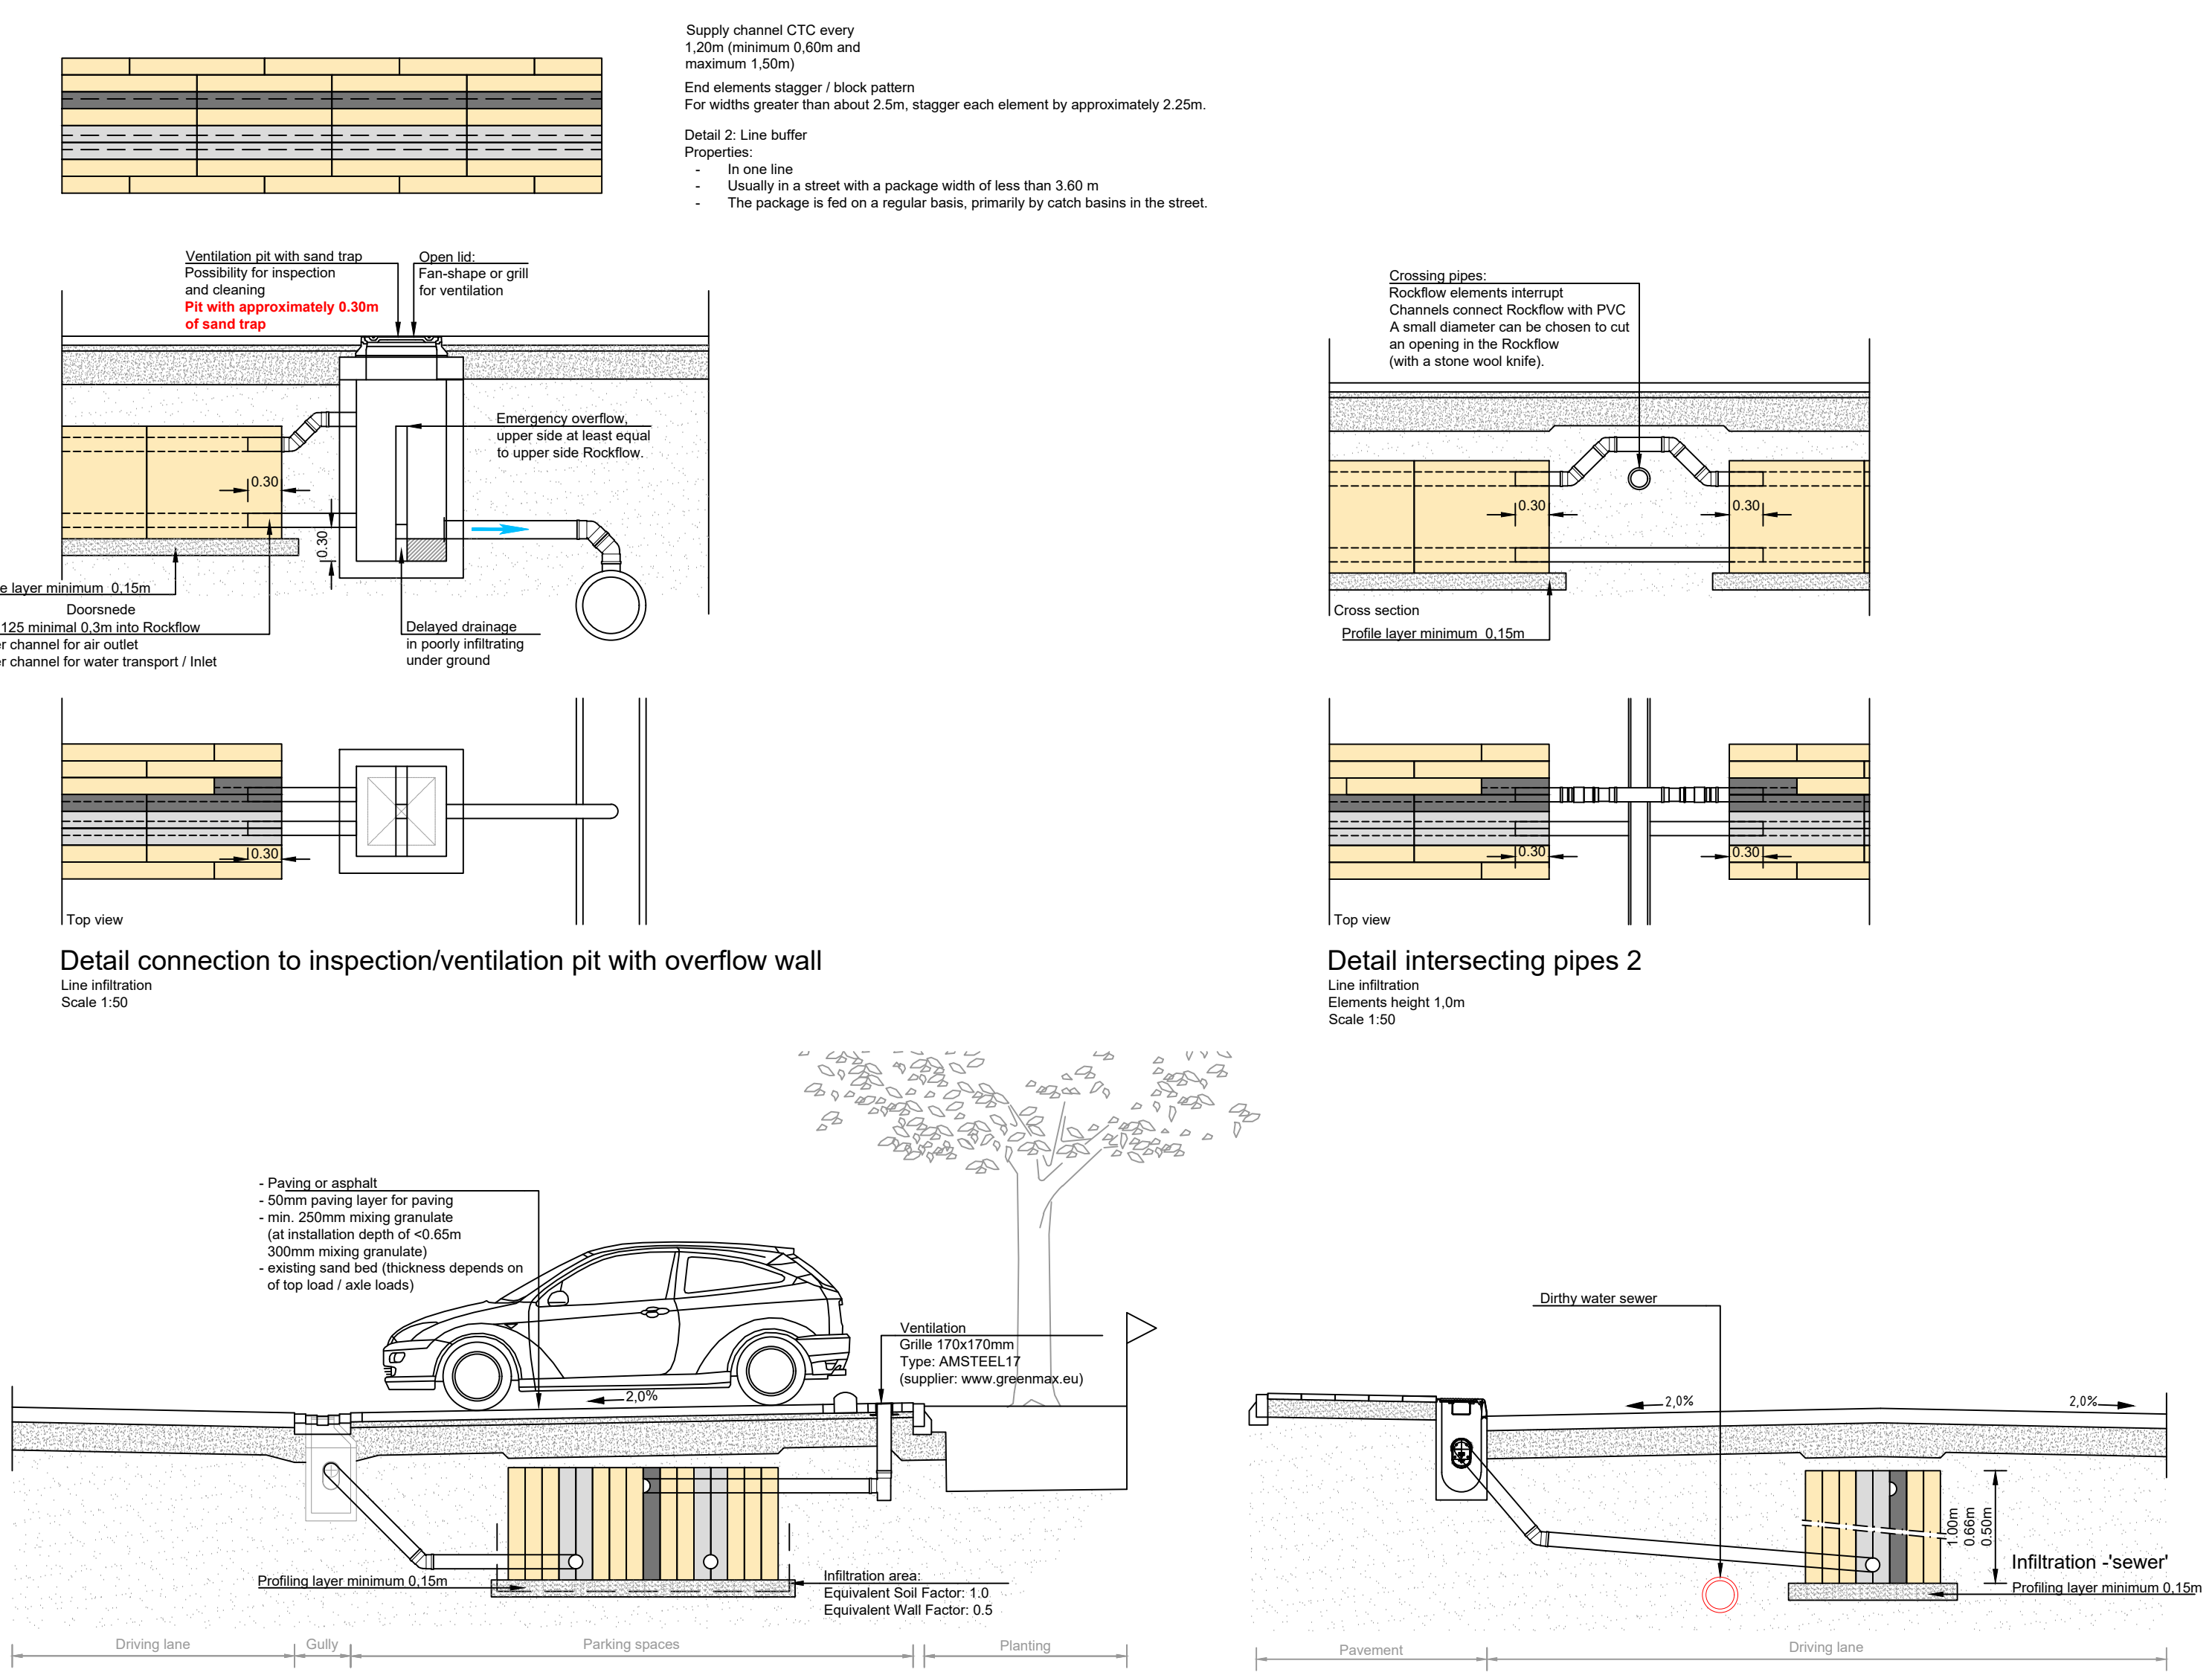 Supply channel CTC every
1,20m (minimum 0,60m and
maximum 1,50m)
End elements stagger / block pattern
For widths greater than about 2.5m, stagger each element by approximately 2.25m.
Detail 2: Line buffer
Properties:
- In one line
- Usually in a street with a package width of less than 3.60 m
- The package is fed on a regular basis, primarily by catch basins in the street.
Ventilation pit with sand trap
Possibility for inspection
and cleaning
Pit with approximately 0.30m
of sand trap
Open lid:
Fan-shape or grill
for ventilation
Emergency overflow,
upper side at least equal
to upper side Rockflow.
0.30
0.30
e layer minimum 0,15m
Doorsnede
125 minimal 0,3m into Rockflow
er channel for air outlet
er channel for water transport / Inlet
Delayed drainage
in poorly infiltrating
under ground
0.30
Top view
Detail connection to inspection/ventilation pit with overflow wall
Line infiltration
Scale 1:50
Crossing pipes:
Rockflow elements interrupt
Channels connect Rockflow with PVC
A small diameter can be chosen to cut
an opening in the Rockflow
(with a stone wool knife).
0.30
0.30
Cross section
Profile layer minimum 0,15m
0.30
0.30
Top view
Detail intersecting pipes 2
Line infiltration
Elements height 1,0m
Scale 1:50
- Paving or asphalt
- 50mm paving layer for paving
- min. 250mm mixing granulate
(at installation depth of <0.65m
300mm mixing granulate)
- existing sand bed (thickness depends on
of top load / axle loads)
2,0%
Ventilation
Grille 170x170mm
Type: AMSTEEL17
(supplier: www.greenmax.eu)
Profiling layer minimum 0,15m
Infiltration area:
Equivalent Soil Factor: 1.0
Equivalent Wall Factor: 0.5
Driving lane
Gully
Parking spaces
Planting
Dirthy water sewer
2,0%
2,0%
1.00m
0.66m
0.50m
Infiltration -'sewer'
Profiling layer minimum 0,15m
Pavement
Driving lane